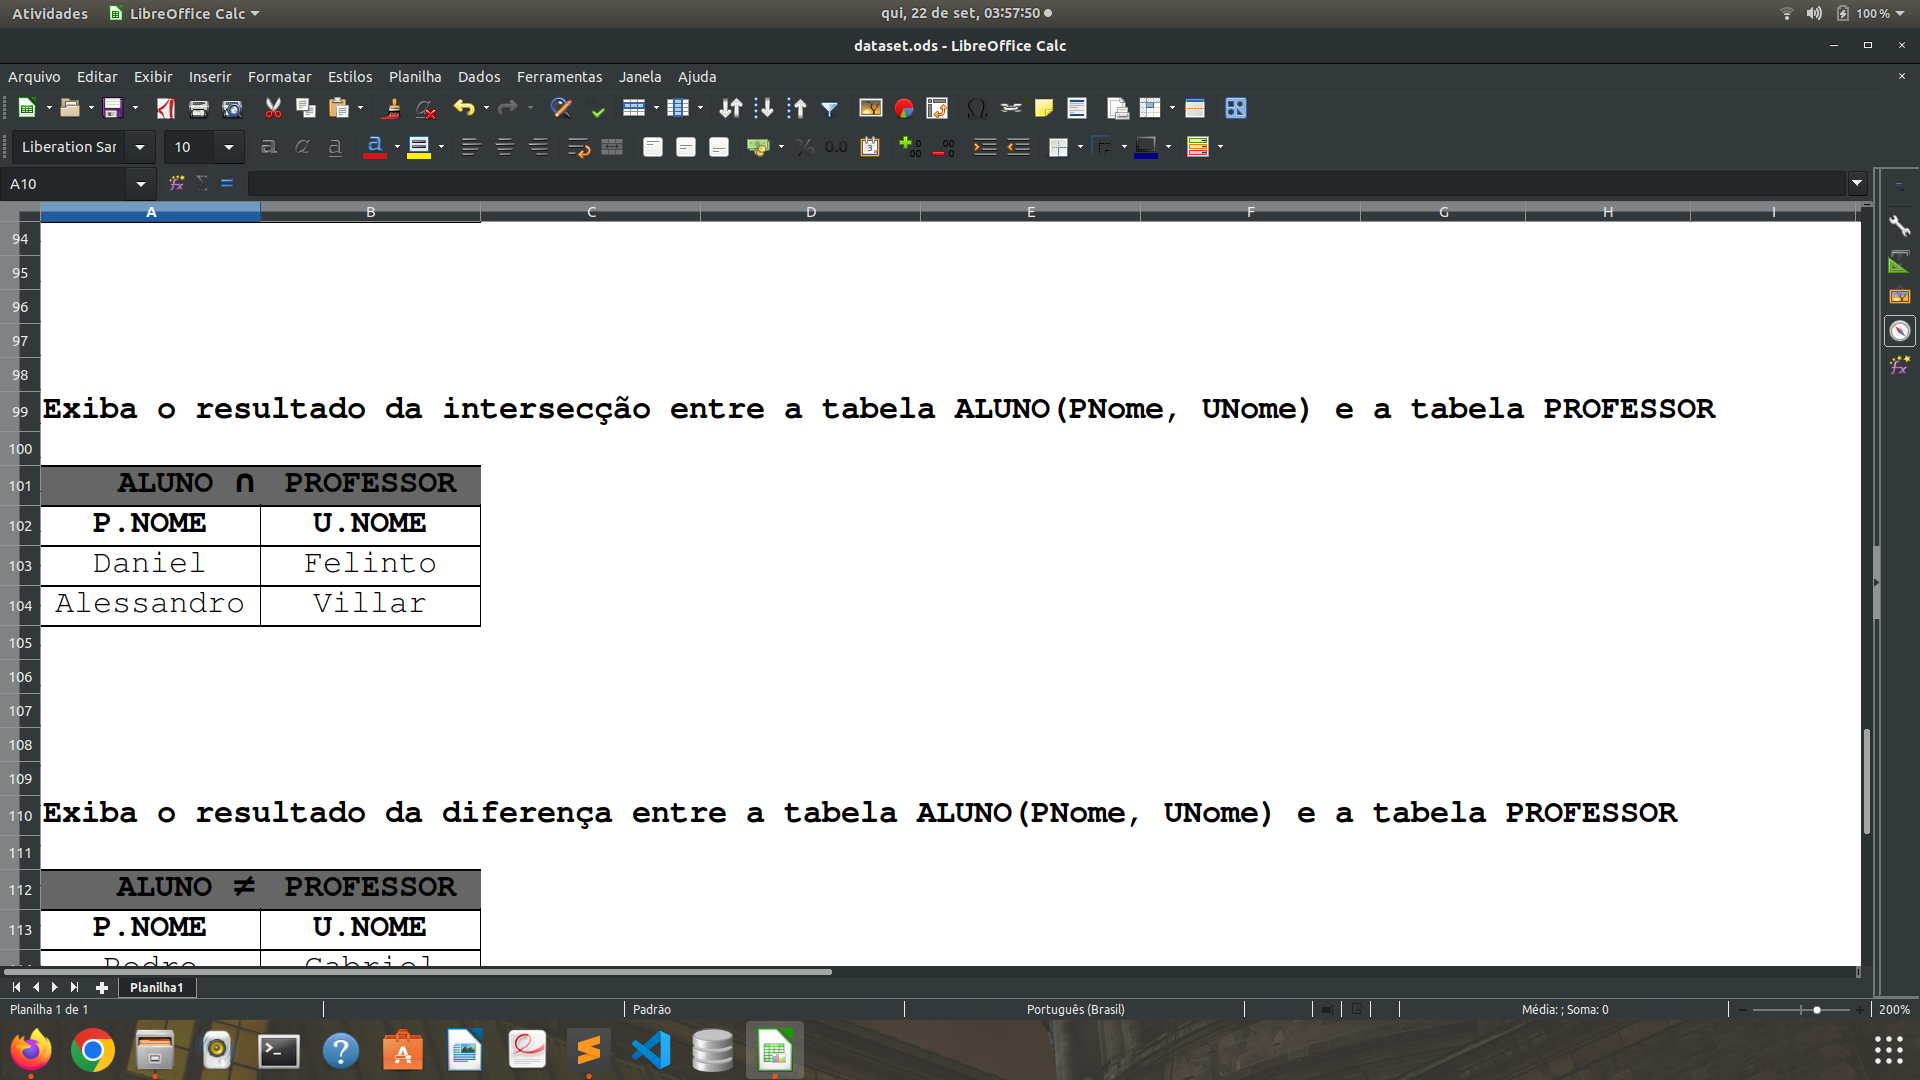 Atividades LibreOffice Calc qui, 22 de set, 03:57:50 100 %
dataset.ods - LibreOffice Calc
Arquivo Editar Exibir Inserir Formatar Estilos Planilha Dados Ferramentas Janela Ajuda
Liberation Sar 10
A10
A B C D E F G H I
94
95
96
97
98
99 Exiba o resultado da intersecção entre a tabela ALUNO(PNome, UNome) e a tabela PROFESSOR
100
101 ALUNO ∩ PROFESSOR
102 P.NOME U.NOME
103 Daniel Felinto
104 Alessandro Villar
105
106
107
108
109
110 Exiba o resultado da diferença entre a tabela ALUNO(PNome, UNome) e a tabela PROFESSOR
111
112 ALUNO ≠ PROFESSOR
113 P.NOME U.NOME
Pedro Gabriel
Planilha1
Planilha 1 de 1 Padrão Português (Brasil) Média: ; Soma: 0 200%